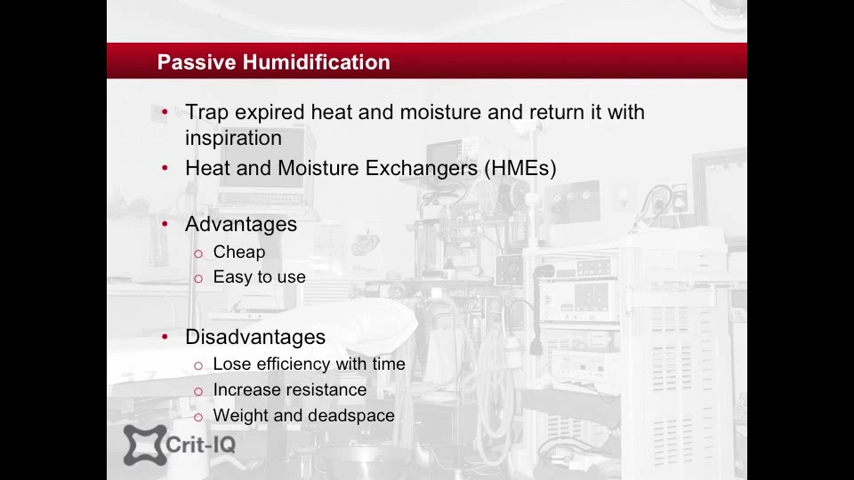 Passive Humidification
• Trap expired heat and moisture and return it with
inspiration
• Heat and Moisture Exchangers (HMEs)
• Advantages
o Cheap
o Easy to use
• Disadvantages
o Lose efficiency with time
o Increase resistance
o Weight and deadspace
Crit-IQ